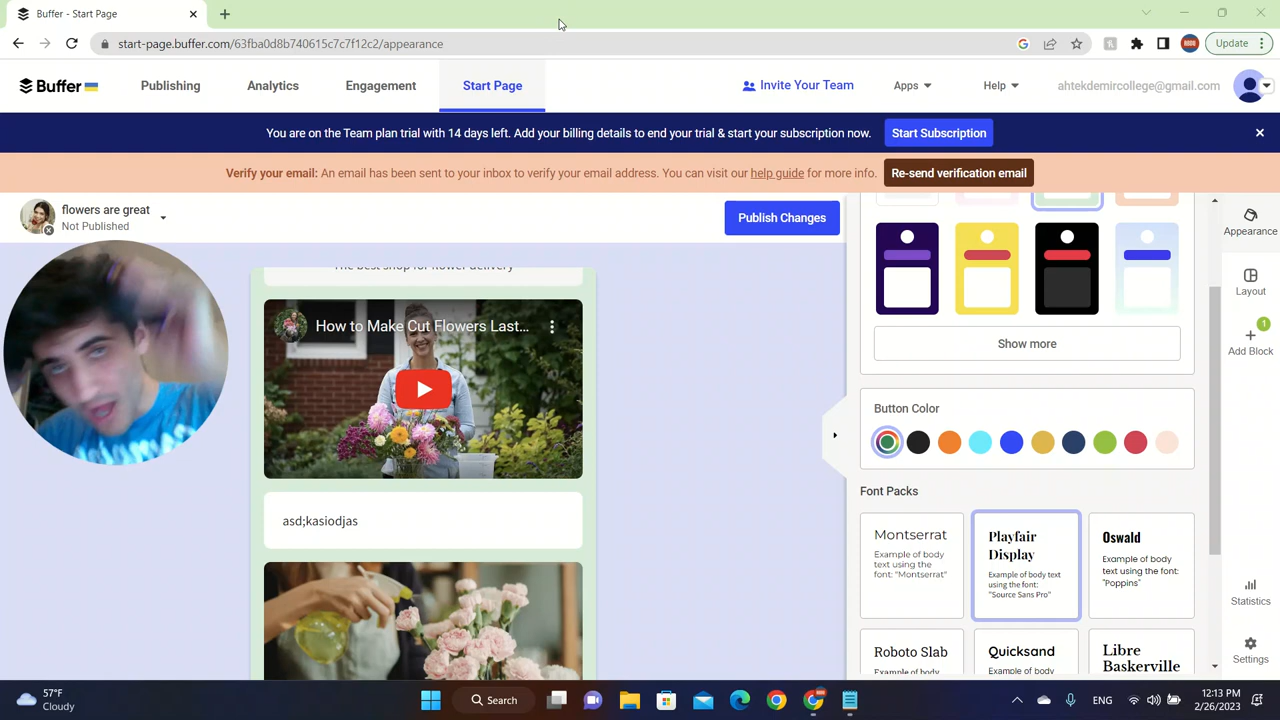 Buffer - Start Page
start-page.buffer.com/63fba0d8b740615c7c7f12c2/appearance
Update
Buffer
Publishing
Analytics
Engagement
Start Page
Invite Your Team
Apps
Help
ahtekdemircollege@gmail.com
You are on the Team plan trial with 14 days left. Add your billing details to end your trial & start your subscription now.
Start Subscription
Verify your email: An email has been sent to your inbox to verify your email address. You can visit our help guide for more info.
Re-send verification email
flowers are great
Not Published
Publish Changes
Appearance
The best shop for flower delivery
How to Make Cut Flowers Last...
Layout
Show more
1
Add Block
Button Color
Font Packs
asd;kasiodjas
Montserrat
Example of body
text using the
font: "Montserrat"
Playfair
Display
Example of body text
using the font:
"Source Sans Pro"
Oswald
Example of body
text using the font:
"Poppins"
Statistics
Roboto Slab
Example of body
Quicksand
Example of body
Libre
Baskerville
Settings
57°F
Cloudy
Search
ENG
12:13 PM
2/26/2023